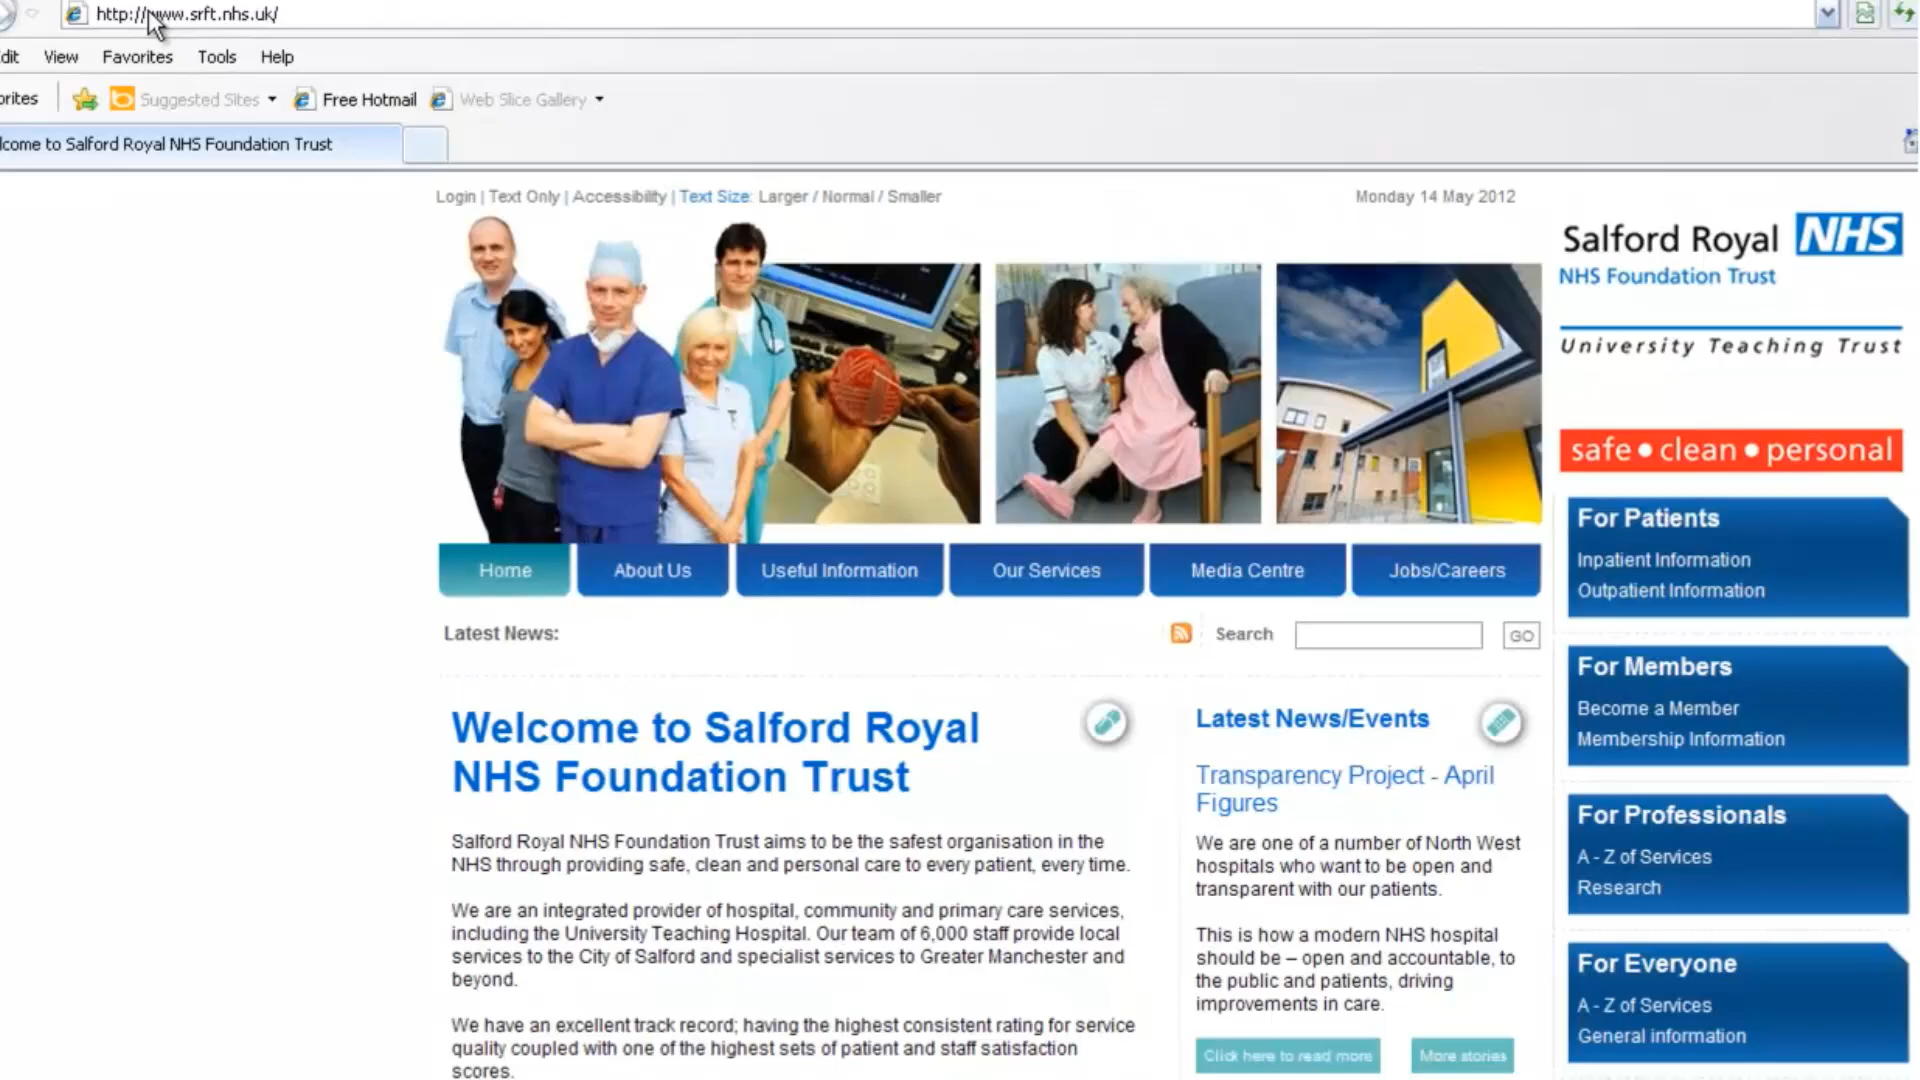 http://www.srft.nhs.uk/
dit View Favorites Tools Help
orites Suggested Sites Free Hotmail Web Slice Gallery
lcome to Salford Royal NHS Foundation Trust
Login | Text Only | Accessibility | Text Size: Larger / Normal / Smaller
Monday 14 May 2012
Salford Royal NHS
NHS Foundation Trust
University Teaching Trust
safe • clean • personal
Home About Us Useful Information Our Services Media Centre Jobs/Careers
Latest News:
Search GO
Welcome to Salford Royal
NHS Foundation Trust
Salford Royal NHS Foundation Trust aims to be the safest organisation in the
NHS through providing safe, clean and personal care to every patient, every time.
We are an integrated provider of hospital, community and primary care services,
including the University Teaching Hospital. Our team of 6,000 staff provide local
services to the City of Salford and specialist services to Greater Manchester and
beyond.
We have an excellent track record; having the highest consistent rating for service
quality coupled with one of the highest sets of patient and staff satisfaction
scores.
Latest News/Events
Transparency Project - April
Figures
We are one of a number of North West
hospitals who want to be open and
transparent with our patients.
This is how a modern NHS hospital
should be – open and accountable, to
the public and patients, driving
improvements in care.
Click here to read more More stories
For Patients
Inpatient Information
Outpatient Information
For Members
Become a Member
Membership Information
For Professionals
A - Z of Services
Research
For Everyone
A - Z of Services
General information